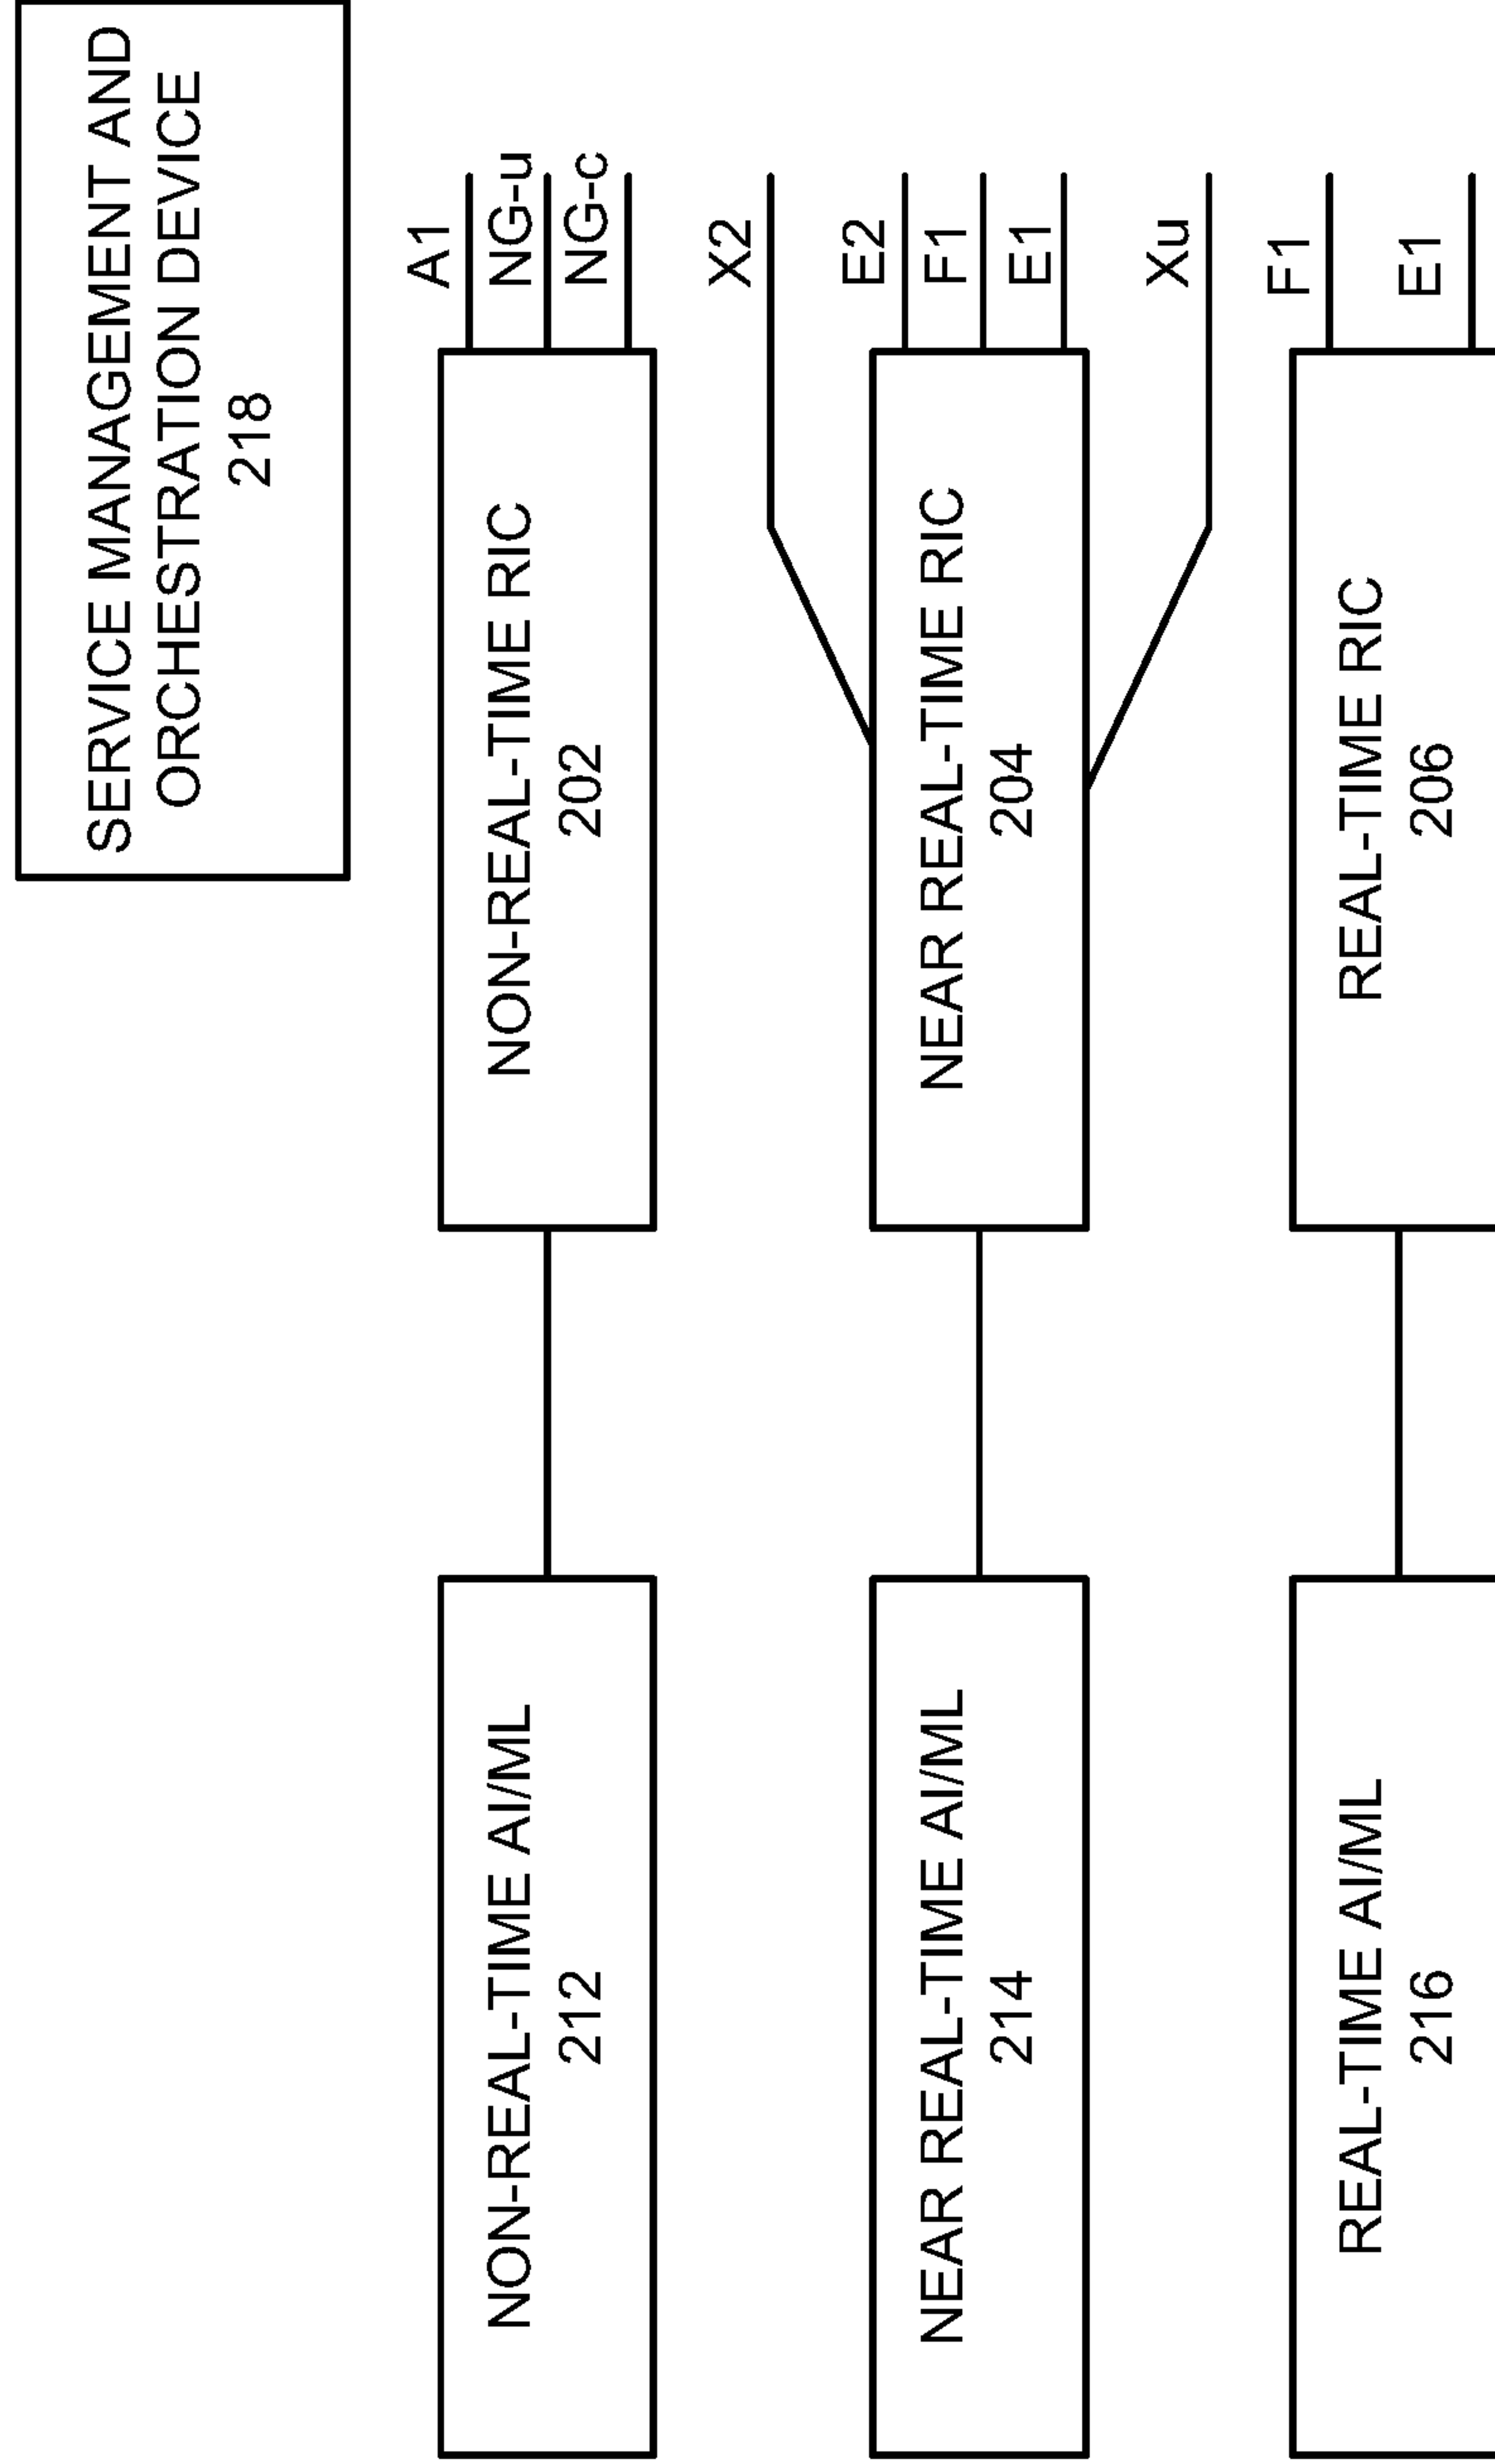 SERVICE MANAGEMENT AND
ORCHESTRATION DEVICE
218
NON-REAL-TIME AI/ML
212
NON-REAL-TIME RIC
202
A1
NG-u
NG-c
X2
NEAR REAL-TIME AI/ML
214
NEAR REAL-TIME RIC
204
E2
F1
E1
Xu
REAL-TIME AI/ML
216
REAL-TIME RIC
206
F1
E1